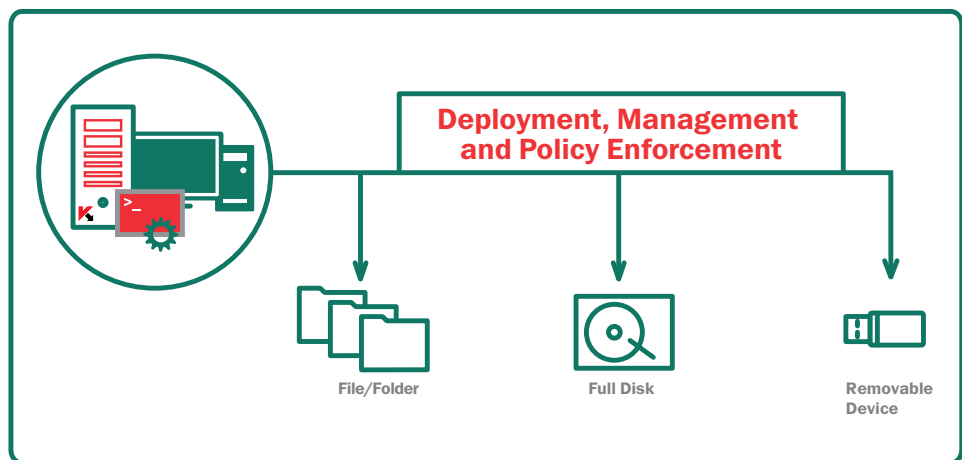 Deployment, Management
and Policy Enforcement
>_
File/Folder
Full Disk
Removable
Device